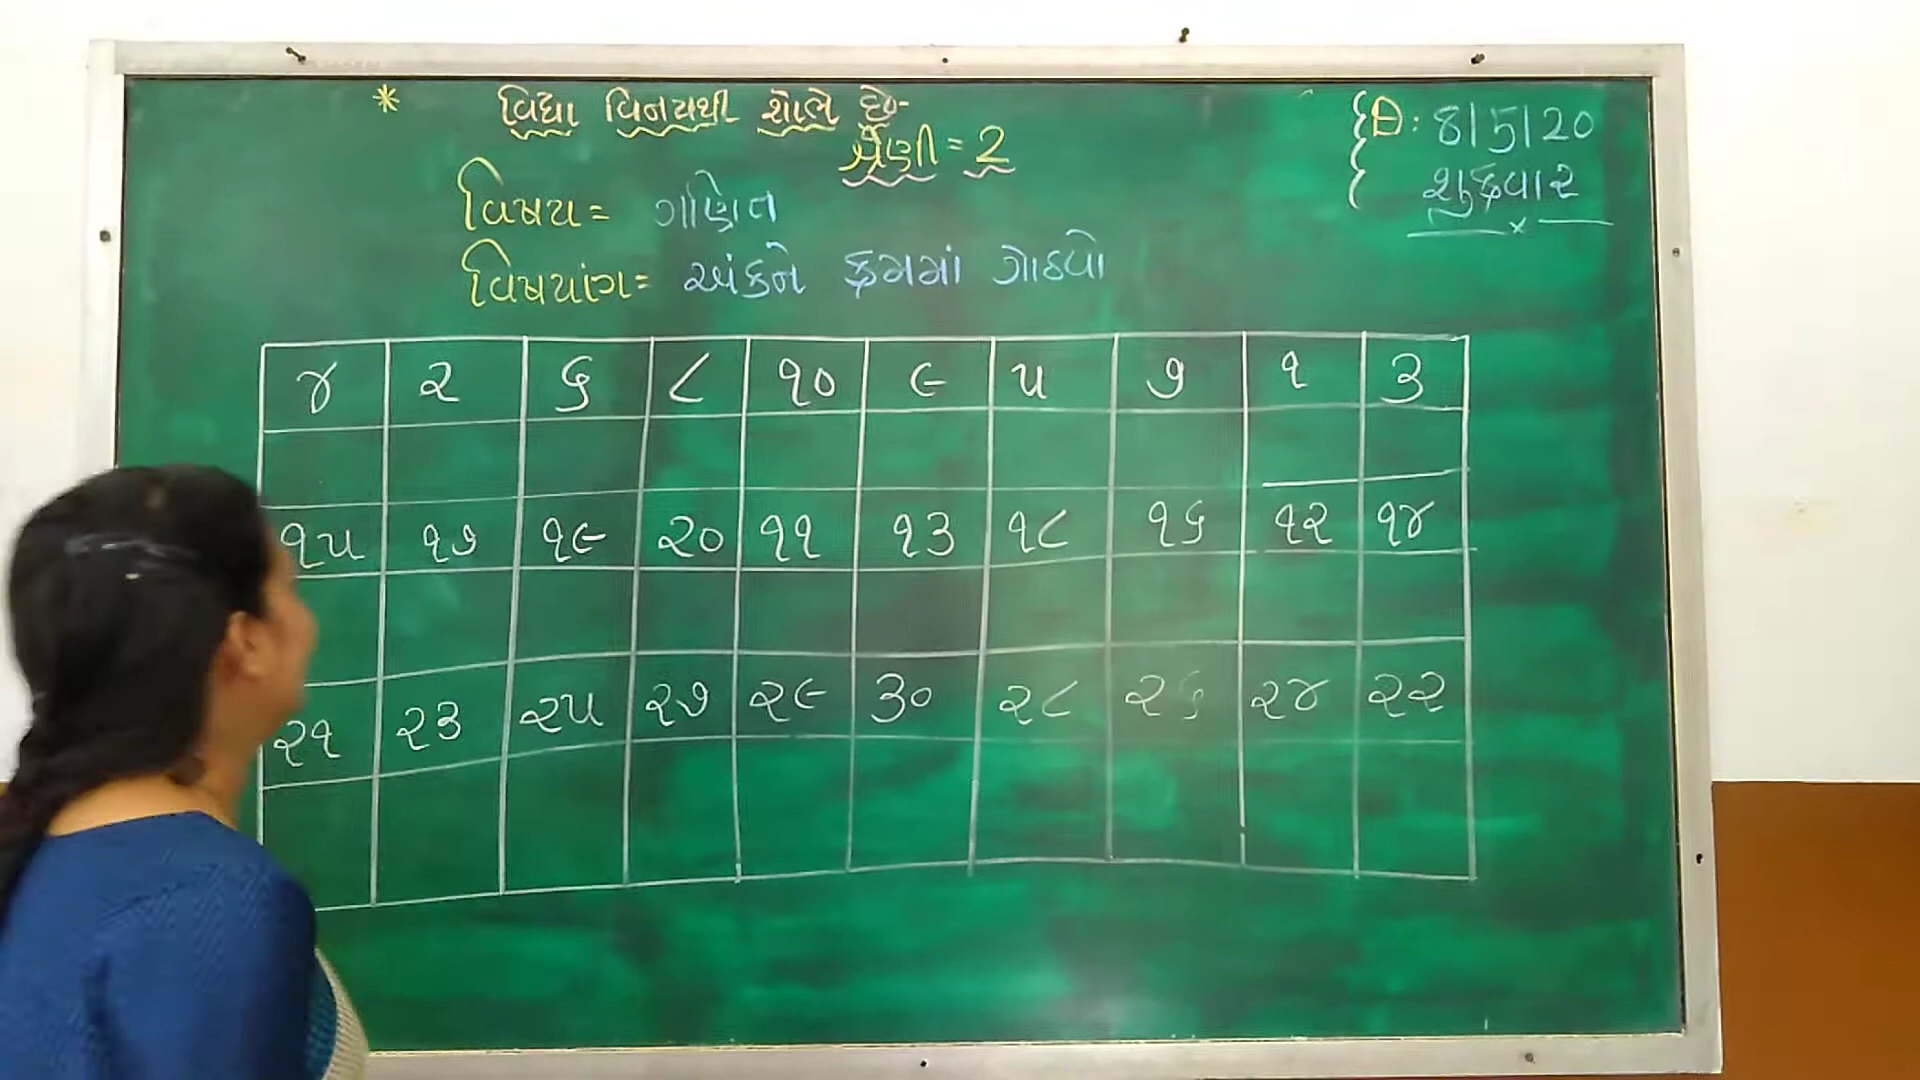 * વિદ્યા વિનયથી શોભે છે-
શ્રેણી = 2
D: 8/5/20
શુક્રવાર
વિષય = ગણિત
વિષયાંગ = અંકને ક્રમમાં ગોઠવો
૪ ૨ ૬ ૮ ૧૦ ૯ ૫ ૭ ૧ ૩
૧૫ ૧૭ ૧૯ ૨૦ ૧૧ ૧૩ ૧૮ ૧૬ ૧૨ ૧૪
૨૧ ૨૩ ૨૫ ૨૭ ૨૯ ૩૦ ૨૮ ૨૬ ૨૪ ૨૨